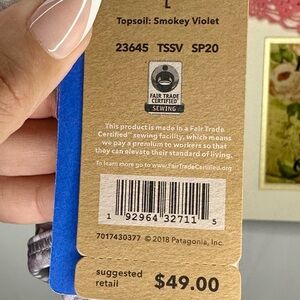 L
Topsoil: Smokey Violet
23645 TSSV SP20
FAIR TRADE
CERTIFIED
SEWING
This product is made in a Fair Trade
Certified™ sewing facility, which means
we pay a premium to workers so that
they can elevate their standard of living.
To learn more go to www.FairTradeCertified.org
1 92964 32711 5
7017430377 © 2018 Patagonia, Inc.
suggested
retail $49.00